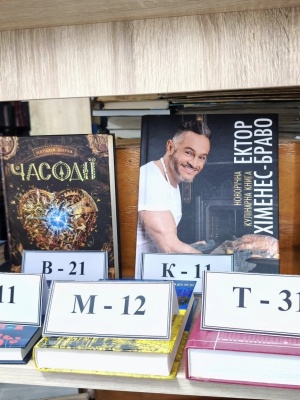 ЧАСОДІЇ
НОВОРІЧНА
КУЛІНАРНА КНИГА
ЕКТОР
ХІМЕНЕС-БРАВО
В - 21
К - 11
11
М - 12
Т - 31